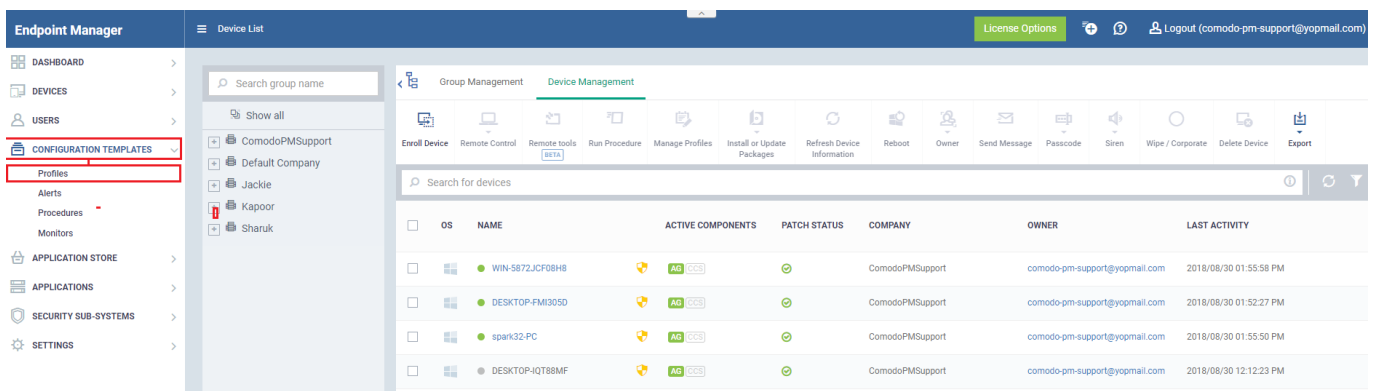 Endpoint Manager
Device List
License Options
Logout (comodo-pm-support@yopmail.com)
DASHBOARD
DEVICES
USERS
CONFIGURATION TEMPLATES
Profiles
Alerts
Procedures
Monitors
APPLICATION STORE
APPLICATIONS
SECURITY SUB-SYSTEMS
SETTINGS
Search group name
Show all
ComodoPMSupport
Default Company
Jackie
Kapoor
Sharuk
Group Management Device Management
Enroll Device Remote Control Remote tools Run Procedure Manage Profiles Install or Update Refresh Device Reboot Owner Send Message Passcode Siren Wipe / Corporate Delete Device Export
BETA Packages Information
Search for devices
OS NAME ACTIVE COMPONENTS PATCH STATUS COMPANY OWNER LAST ACTIVITY
WIN-5872JCF08H8 AG CCS ComodoPMSupport comodo-pm-support@yopmail.com 2018/08/30 01:55:58 PM
DESKTOP-FMI305D AG CCS ComodoPMSupport comodo-pm-support@yopmail.com 2018/08/30 01:52:27 PM
spark32-PC AG CCS ComodoPMSupport comodo-pm-support@yopmail.com 2018/08/30 01:55:50 PM
DESKTOP-IQT88MF AG CCS ComodoPMSupport comodo-pm-support@yopmail.com 2018/08/30 12:12:23 PM